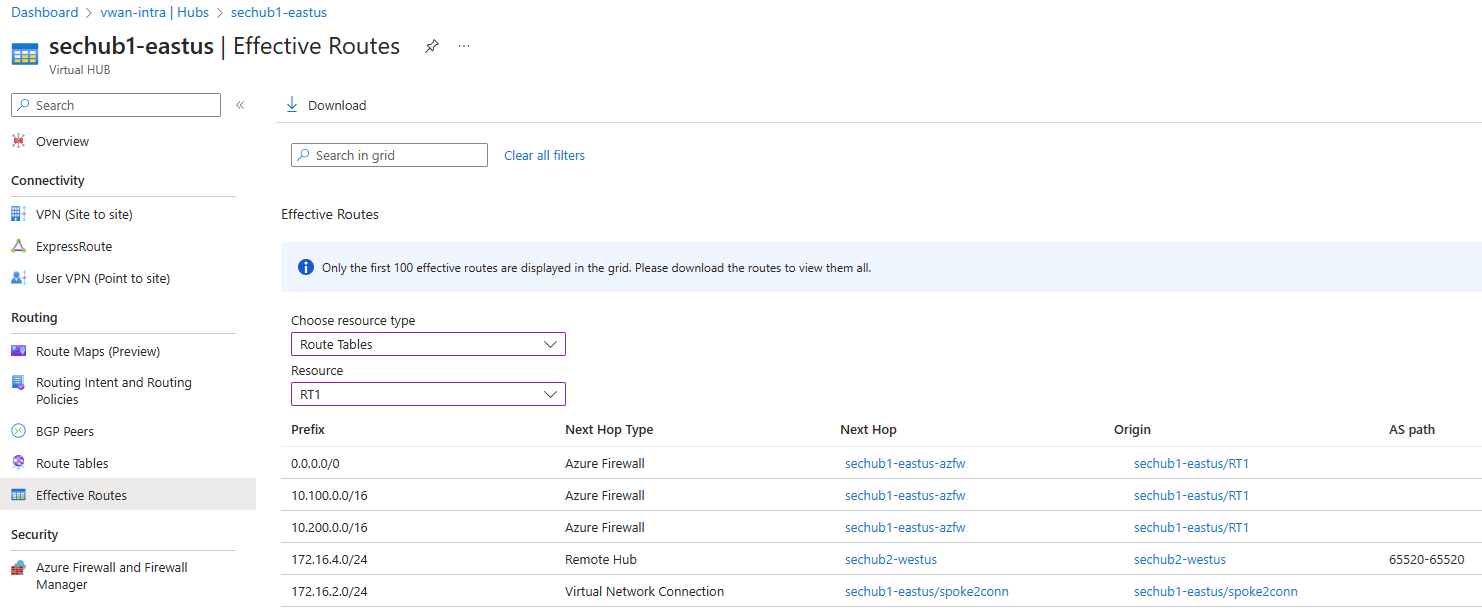 Dashboard > vwan-intra | Hubs > sechub1-eastus
sechub1-eastus | Effective Routes
Virtual HUB
Search
Overview
Connectivity
VPN (Site to site)
ExpressRoute
User VPN (Point to site)
Routing
Route Maps (Preview)
Routing Intent and Routing
Policies
BGP Peers
Route Tables
Effective Routes
Security
Azure Firewall and Firewall
Manager
Download
Search in grid Clear all filters
Effective Routes
Only the first 100 effective routes are displayed in the grid. Please download the routes to view them all.
Choose resource type
Route Tables
Resource
RT1
Prefix Next Hop Type Next Hop Origin AS path
0.0.0.0/0 Azure Firewall sechub1-eastus-azfw sechub1-eastus/RT1
10.100.0.0/16 Azure Firewall sechub1-eastus-azfw sechub1-eastus/RT1
10.200.0.0/16 Azure Firewall sechub1-eastus-azfw sechub1-eastus/RT1
172.16.4.0/24 Remote Hub sechub2-westus sechub2-westus 65520-65520
172.16.2.0/24 Virtual Network Connection sechub1-eastus/spoke2conn sechub1-eastus/spoke2conn